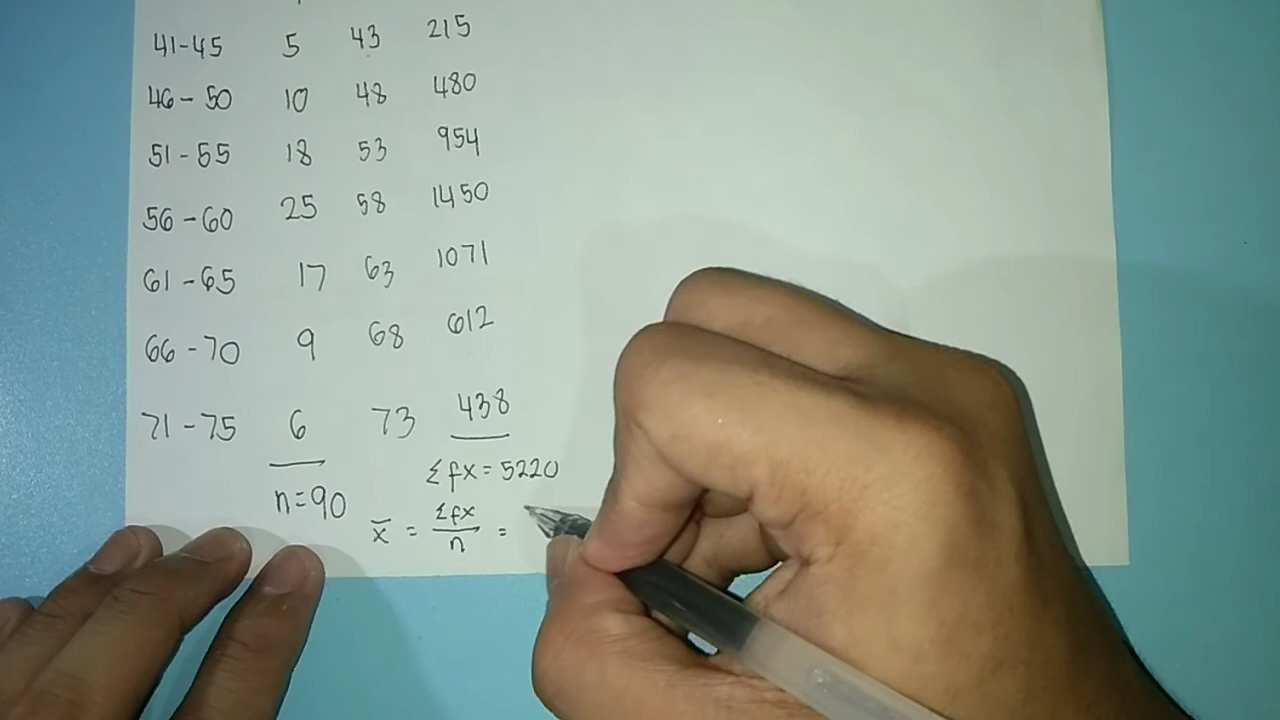 41-45 5 43 215
46-50 10 48 480
51-55 18 53 954
56-60 25 58 1450
61-65 17 63 1071
66-70 9 68 612
71-75 6 73 438
Σfx = 5220
n=90
x̄ = Σfx/n =